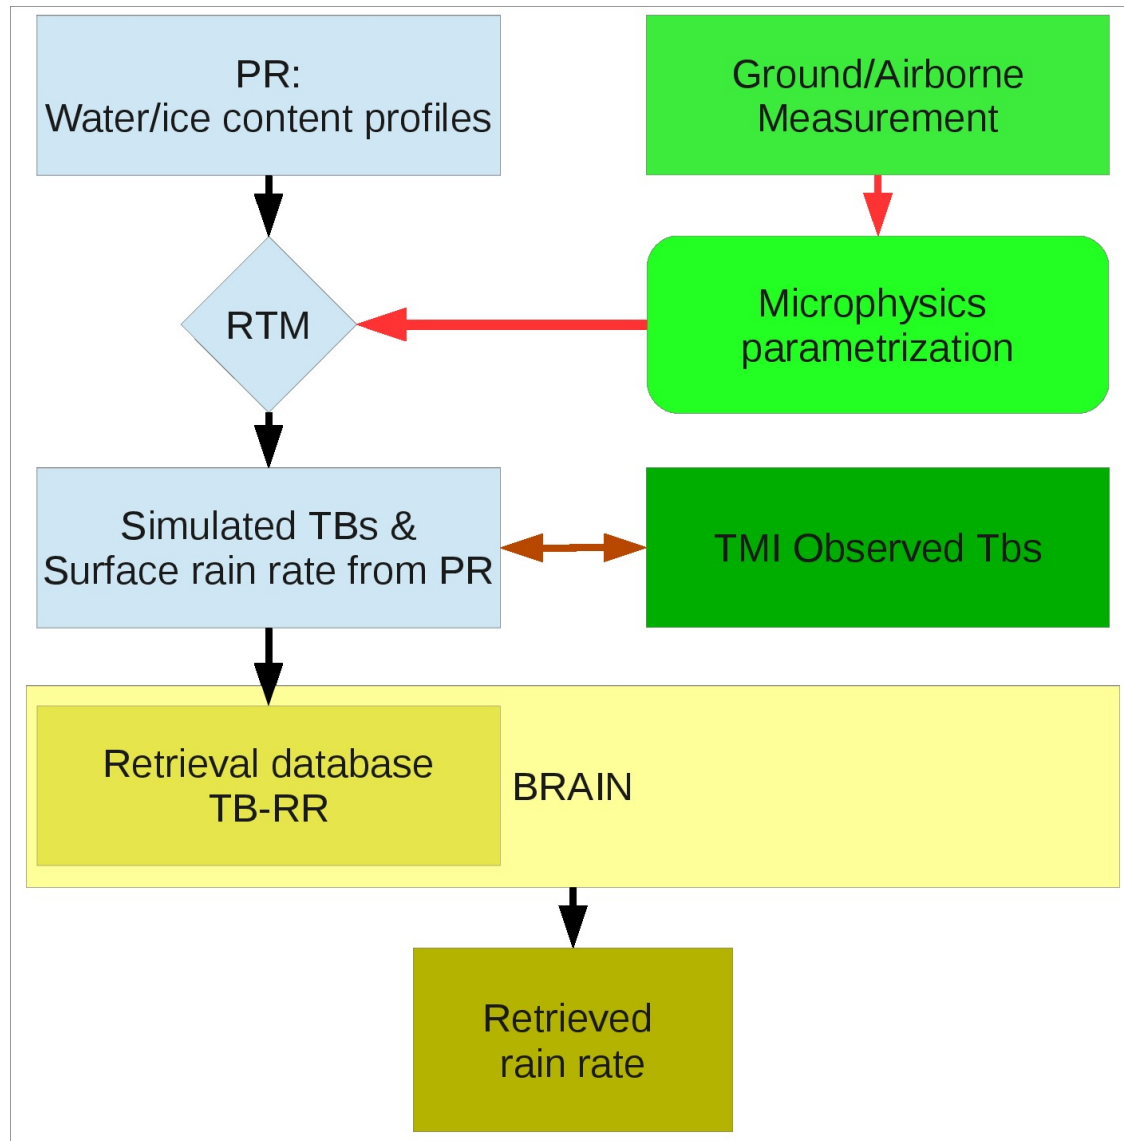 PR:
Water/ice content profiles
Ground/Airborne
Measurement
RTM
Microphysics
parametrization
Simulated TBs &
Surface rain rate from PR
TMI Observed Tbs
Retrieval database
TB-RR
BRAIN
Retrieved
rain rate